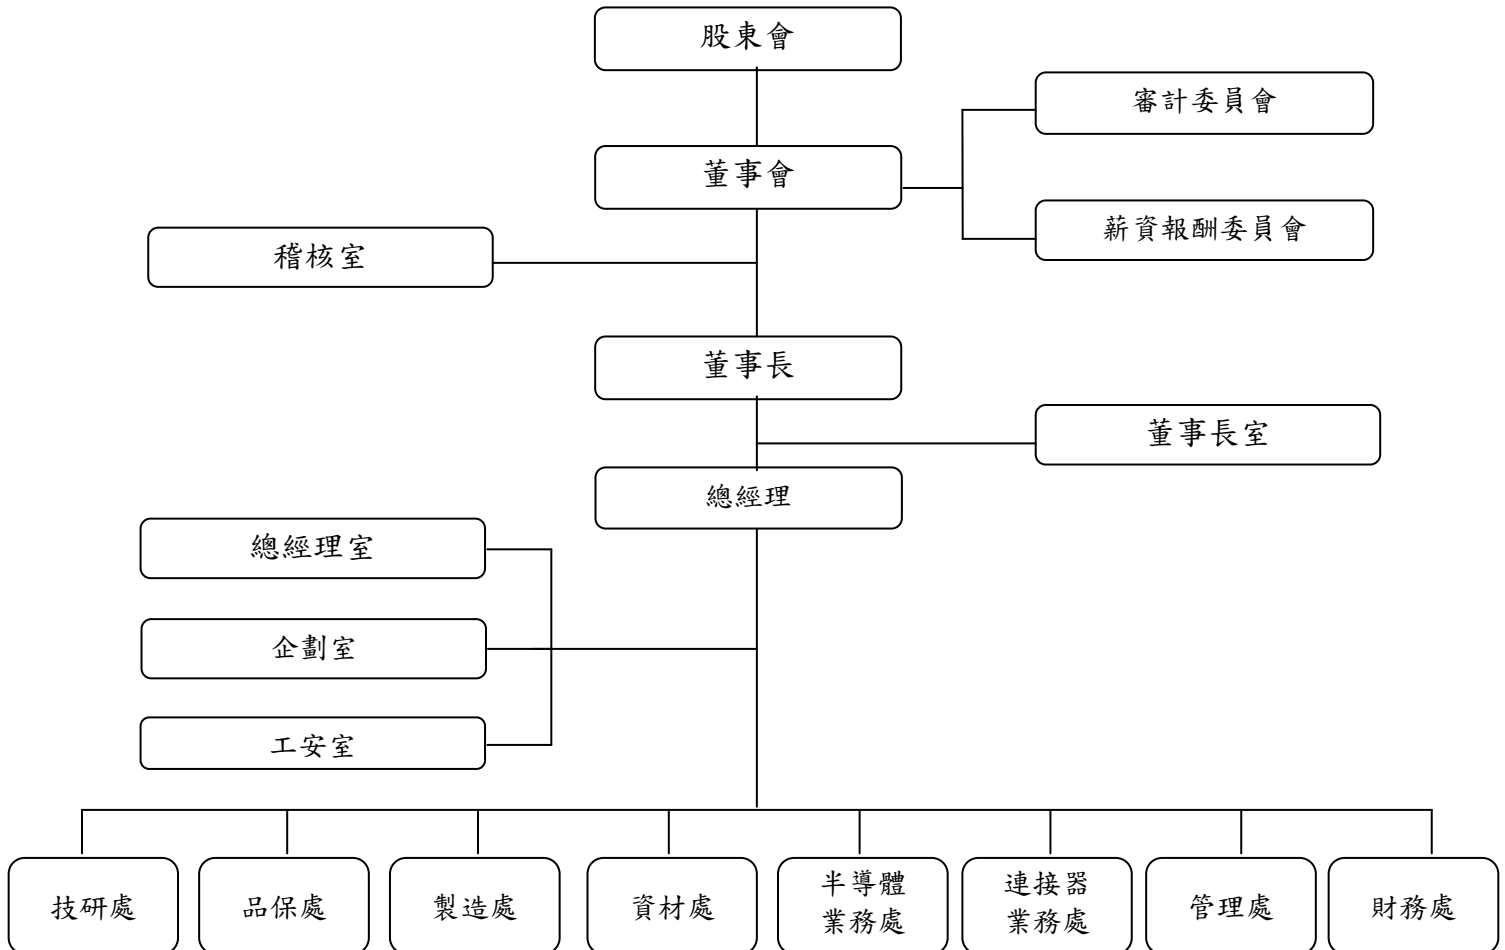 股東會
審計委員會
董事會
薪資報酬委員會
稽核室
董事長
董事長室
總經理
總經理室
企劃室
工安室
技研處
品保處
製造處
資材處
半導體
業務處
連接器
業務處
管理處
財務處